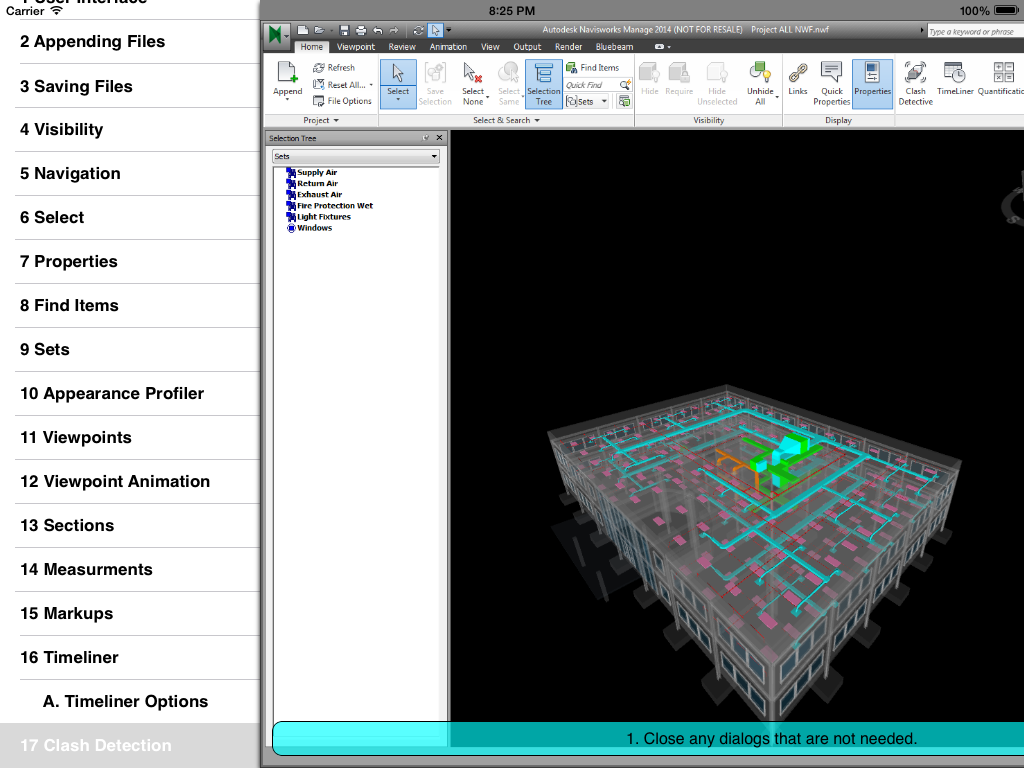 1 User Interface
Carrier 8:25 PM 100%
2 Appending Files
3 Saving Files
4 Visibility
5 Navigation
6 Select
7 Properties
8 Find Items
9 Sets
10 Appearance Profiler
11 Viewpoints
12 Viewpoint Animation
13 Sections
14 Measurments
15 Markups
16 Timeliner
A. Timeliner Options
17 Clash Detection
Autodesk Navisworks Manage 2014 (NOT FOR RESALE) Project ALL NWF.nwf
Type a keyword or phrase
Home Viewpoint Review Animation View Output Render Bluebeam
Append
Refresh
Reset All...
File Options
Project
Select
Save Selection
Select None
Select Same
Selection Tree
Find Items
Quick Find
Sets
Select & Search
Hide
Require
Hide Unselected
Unhide All
Visibility
Links
Quick Properties
Properties
Display
Clash Detective
TimeLiner
Quantificatio
Selection Tree
Sets
Supply Air
Return Air
Exhaust Air
Fire Protection Wet
Light Fixtures
Windows
1. Close any dialogs that are not needed.